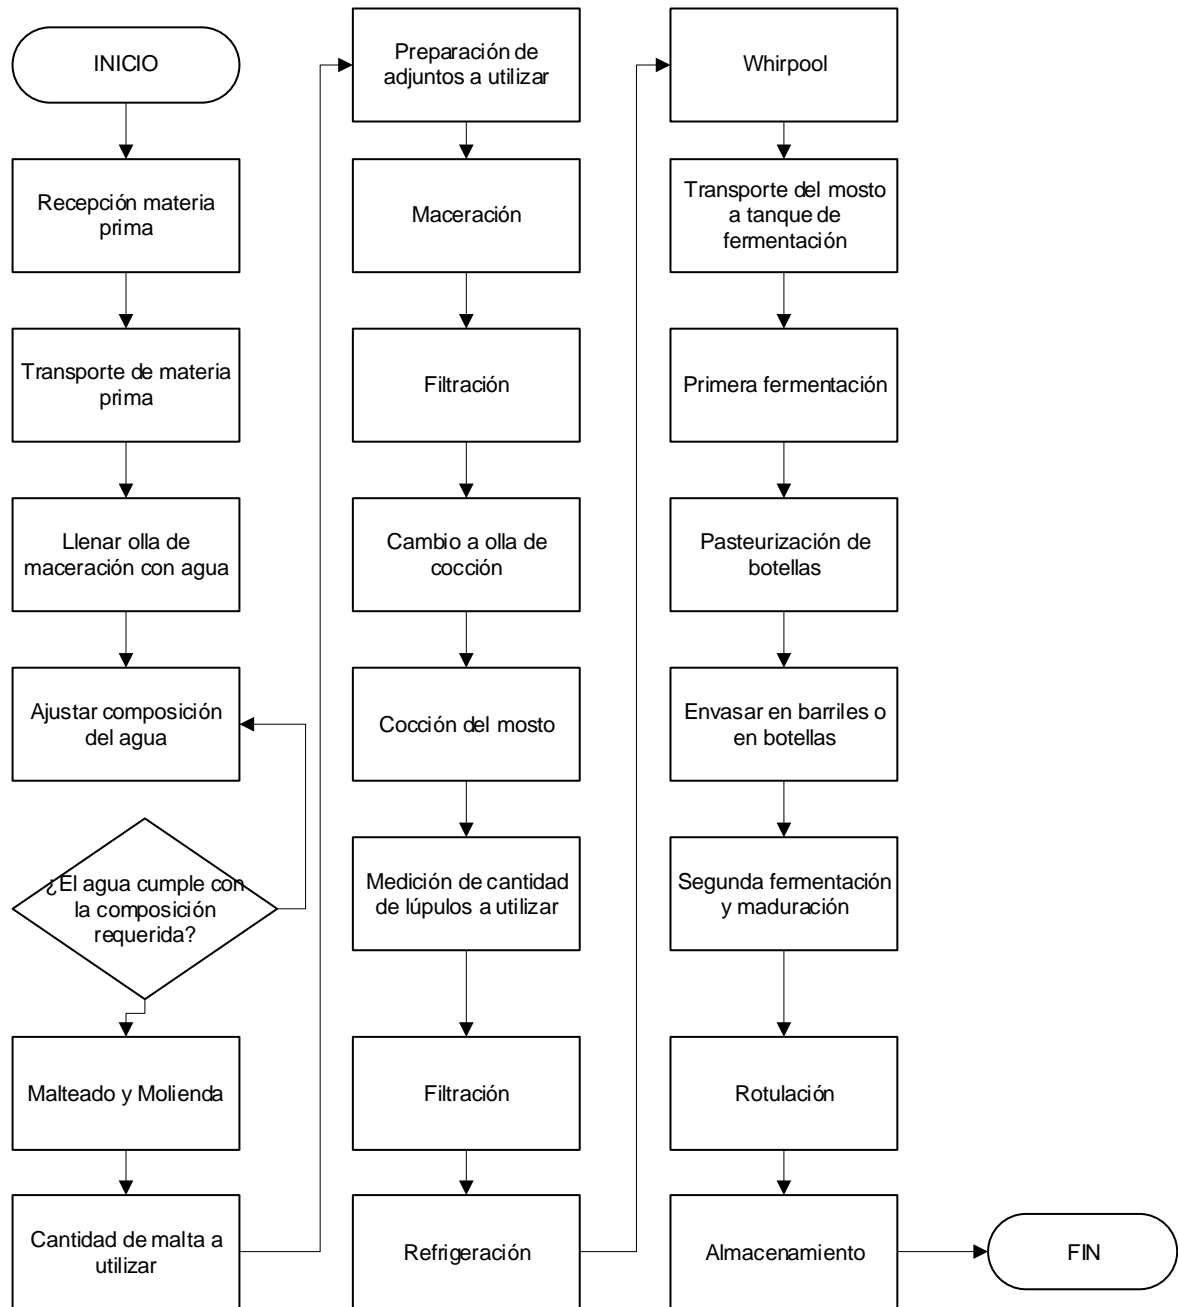 INICIO
Recepción materia
prima
Transporte de materia
prima
Llenar olla de
maceración con agua
Ajustar composición
del agua
¿El agua cumple con
la composición
requerida?
Malteado y Molienda
Cantidad de malta a
utilizar
Preparación de
adjuntos a utilizar
Maceración
Filtración
Cambio a olla de
cocción
Cocción del mosto
Medición de cantidad
de lúpulos a utilizar
Filtración
Refrigeración
Whirpool
Transporte del mosto
a tanque de
fermentación
Primera fermentación
Pasteurización de
botellas
Envasar en barriles o
en botellas
Segunda fermentación
y maduración
Rotulación
Almacenamiento
FIN